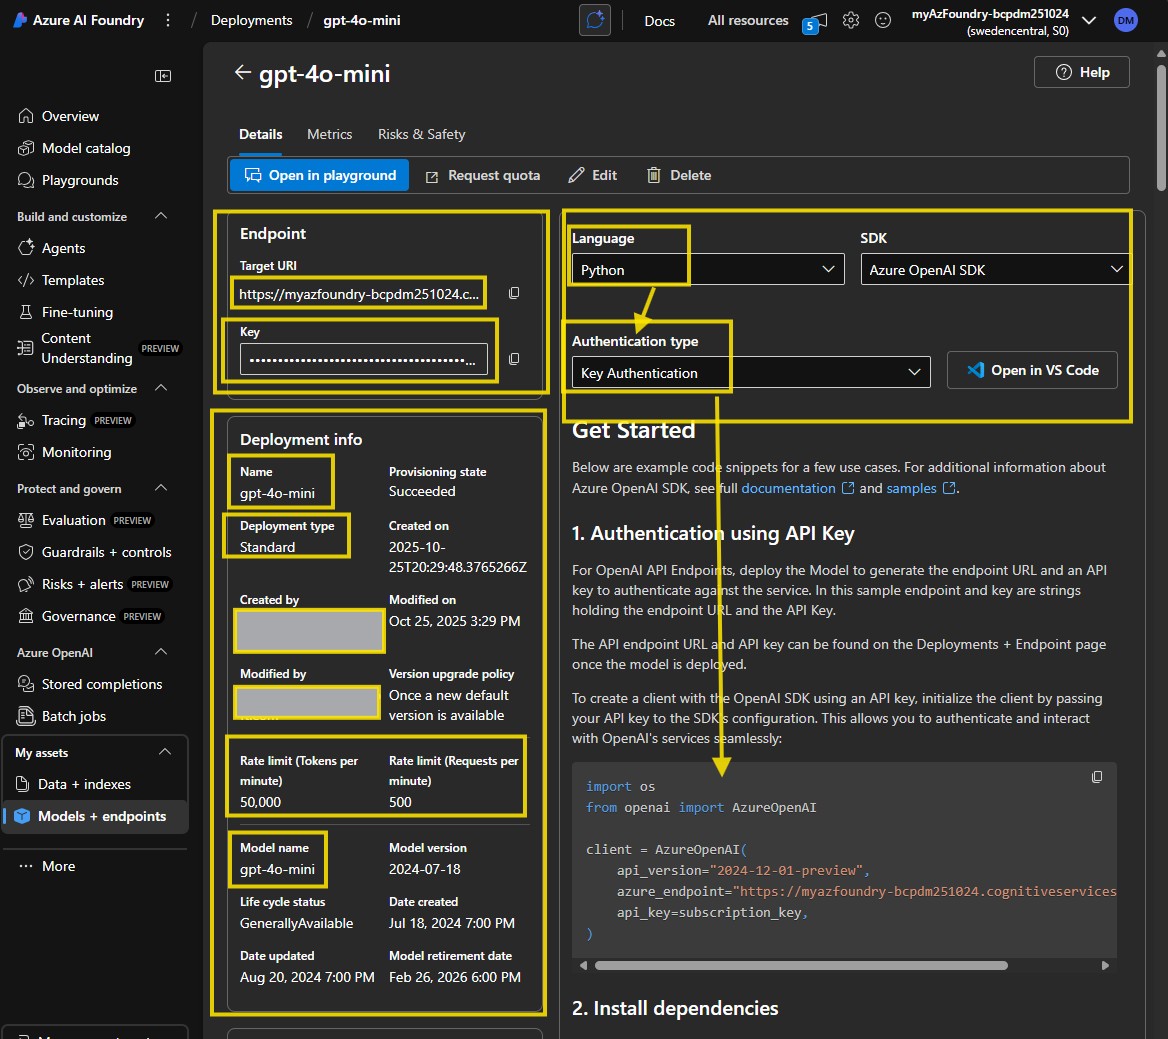 Azure AI Foundry
/ Deployments / gpt-4o-mini
Docs
All resources
5
myAzFoundry-bcpdm251024
(swedencentral, S0)
DM
Overview
Model catalog
Playgrounds
Build and customize
Agents
Templates
Fine-tuning
Content
Understanding
PREVIEW
Observe and optimize
Tracing PREVIEW
Monitoring
Protect and govern
Evaluation PREVIEW
Guardrails + controls
Risks + alerts PREVIEW
Governance PREVIEW
Azure OpenAI
Stored completions
Batch jobs
My assets
Data + indexes
Models + endpoints
More
gpt-4o-mini
Help
Details Metrics Risks & Safety
Open in playground Request quota Edit Delete
Endpoint
Target URI
https://myazfoundry-bcpdm251024.c...
Key
••••••••••••••••••••••••••••••••••••••...
Deployment info
Name
gpt-4o-mini
Provisioning state
Succeeded
Deployment type
Standard
Created on
2025-10-
25T20:29:48.3765266Z
Created by
Modified on
Oct 25, 2025 3:29 PM
Modified by
Version upgrade policy
Once a new default
version is available
Rate limit (Tokens per
minute)
50,000
Rate limit (Requests per
minute)
500
Model name
gpt-4o-mini
Model version
2024-07-18
Life cycle status
GenerallyAvailable
Date created
Jul 18, 2024 7:00 PM
Date updated
Aug 20, 2024 7:00 PM
Model retirement date
Feb 26, 2026 6:00 PM
Language
Python
SDK
Azure OpenAI SDK
Authentication type
Key Authentication
Open in VS Code
Get Started
Below are example code snippets for a few use cases. For additional information about
Azure OpenAI SDK, see full documentation and samples.
1. Authentication using API Key
For OpenAI API Endpoints, deploy the Model to generate the endpoint URL and an API
key to authenticate against the service. In this sample endpoint and key are strings
holding the endpoint URL and the API Key.
The API endpoint URL and API key can be found on the Deployments + Endpoint page
once the model is deployed.
To create a client with the OpenAI SDK using an API key, initialize the client by passing
your API key to the SDK's configuration. This allows you to authenticate and interact
with OpenAI's services seamlessly:
import os
from openai import AzureOpenAI
client = AzureOpenAI(
api_version="2024-12-01-preview",
azure_endpoint="https://myazfoundry-bcpdm251024.cognitiveservices
api_key=subscription_key,
)
2. Install dependencies